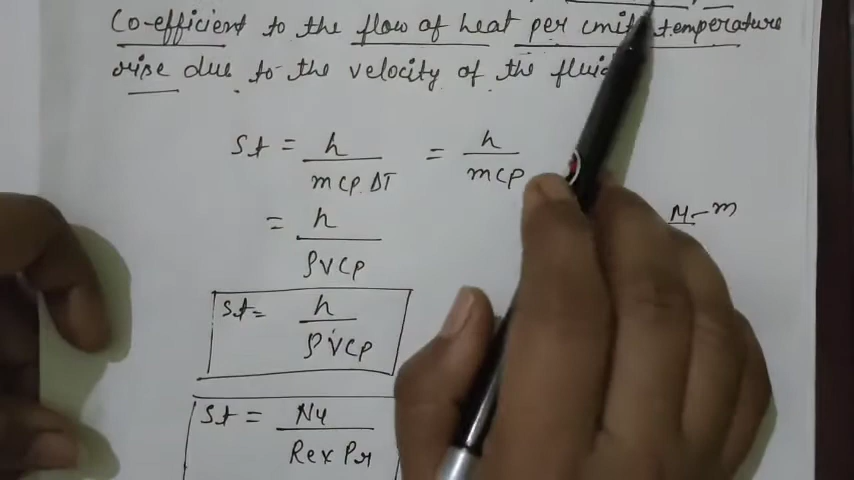 Co-efficient to the flow of heat per unit temperature
rise due to the velocity of the fluid
St = h / mCp.ΔT = h / mCp
= h / ρVCp
St = h / ρVCp
St = Nu / Re x Pr